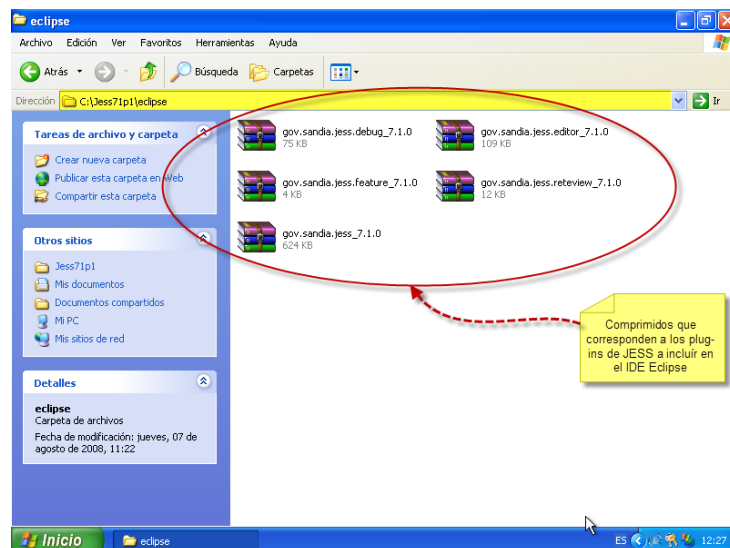 eclipse
Archivo Edición Ver Favoritos Herramientas Ayuda
Atrás Búsqueda Carpetas
Dirección C:\Jess71p1\eclipse Ir
Tareas de archivo y carpeta
Crear nueva carpeta
Publicar esta carpeta en Web
Compartir esta carpeta
Otros sitios
Jess71p1
Mis documentos
Documentos compartidos
Mi PC
Mis sitios de red
Detalles
eclipse
Carpeta de archivos
Fecha de modificación: jueves, 07 de
agosto de 2008, 11:22
gov.sandia.jess.debug_7.1.0
75 KB
gov.sandia.jess.editor_7.1.0
109 KB
gov.sandia.jess.feature_7.1.0
4 KB
gov.sandia.jess.reteview_7.1.0
12 KB
gov.sandia.jess_7.1.0
624 KB
Comprimidos que
corresponden a los plug-
ins de JESS a incluír en
el IDE Eclipse
Inicio eclipse ES 12:27